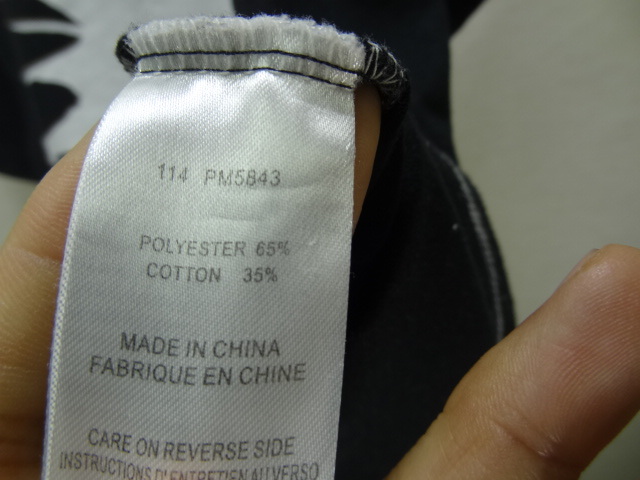 114 PM5843
POLYESTER 65%
COTTON 35%
MADE IN CHINA
FABRIQUE EN CHINE
CARE ON REVERSE SIDE
INSTRUCTIONS D'ENTRETIEN AU VERSO